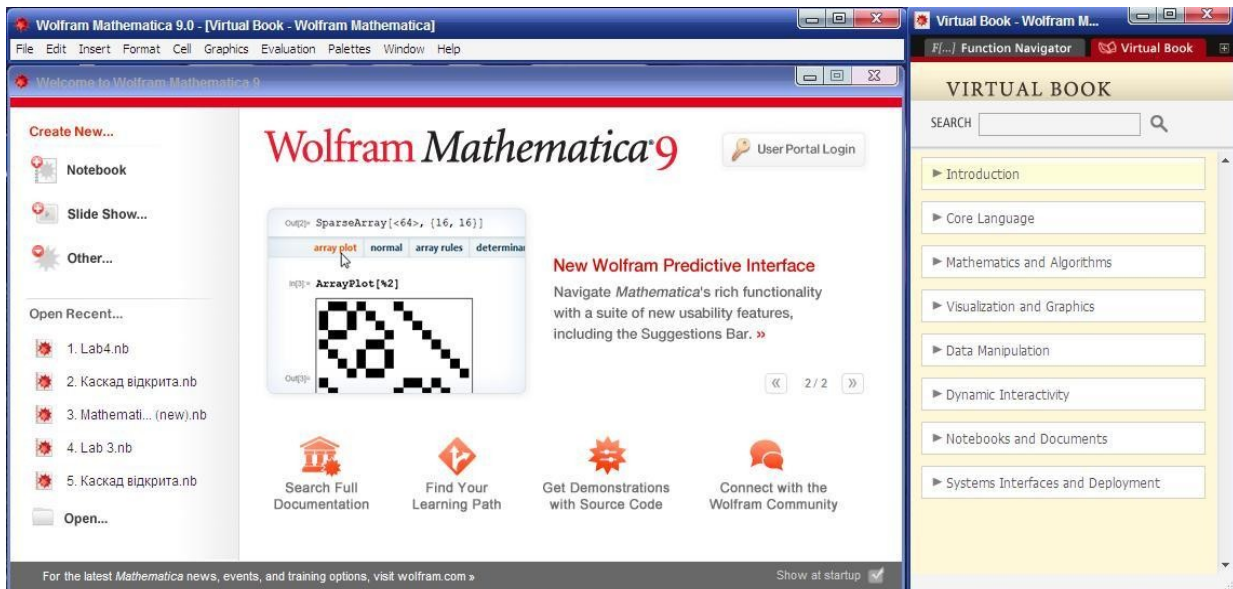 Wolfram Mathematica 9.0 - [Virtual Book - Wolfram Mathematica]
File Edit Insert Format Cell Graphics Evaluation Palettes Window Help
Welcome to Wolfram Mathematica 9
Create New...
Notebook
Slide Show...
Other...
Open Recent...
1. Lab4.nb
2. Каскад відкрита.nb
3. Mathemati... (new).nb
4. Lab 3.nb
5. Каскад відкрита.nb
Open...
Wolfram Mathematica 9
User Portal Login
Out[2]= SparseArray[<64>, {16, 16}]
array plot normal array rules determina
In[3]:= ArrayPlot[%2]
Out[3]=
New Wolfram Predictive Interface
Navigate Mathematica's rich functionality
with a suite of new usability features,
including the Suggestions Bar. »
« 2/2 »
Search Full
Documentation
Find Your
Learning Path
Get Demonstrations
with Source Code
Connect with the
Wolfram Community
For the latest Mathematica news, events, and training options, visit wolfram.com »
Show at startup
Virtual Book - Wolfram M...
F[...] Function Navigator Virtual Book
VIRTUAL BOOK
SEARCH
Introduction
Core Language
Mathematics and Algorithms
Visualization and Graphics
Data Manipulation
Dynamic Interactivity
Notebooks and Documents
Systems Interfaces and Deployment